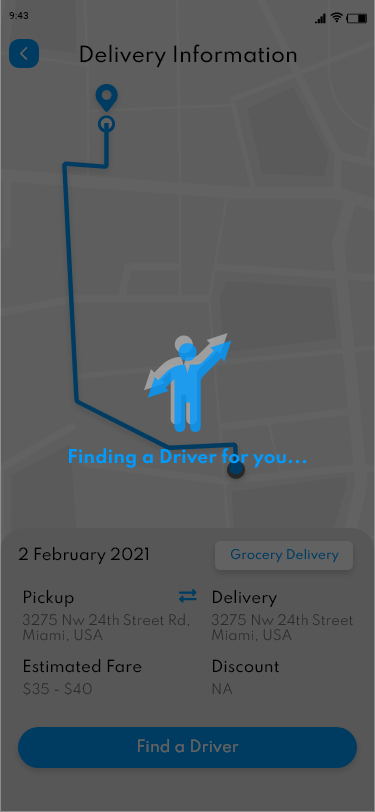 9:43
Delivery Information
Finding a Driver for you...
2 February 2021
Grocery Delivery
Pickup
3275 Nw 24th Street Rd,
Miami, USA
Delivery
3275 Nw 24th Street
Miami, USA
Estimated Fare
$35 - $40
Discount
NA
Find a Driver